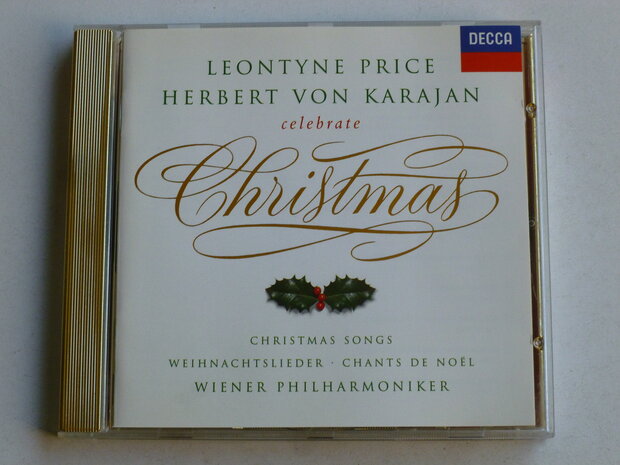 DECCA
LEONTYNE PRICE
HERBERT VON KARAJAN
celebrate
Christmas
CHRISTMAS SONGS
WEIHNACHTSLIEDER · CHANTS DE NOËL
WIENER PHILHARMONIKER